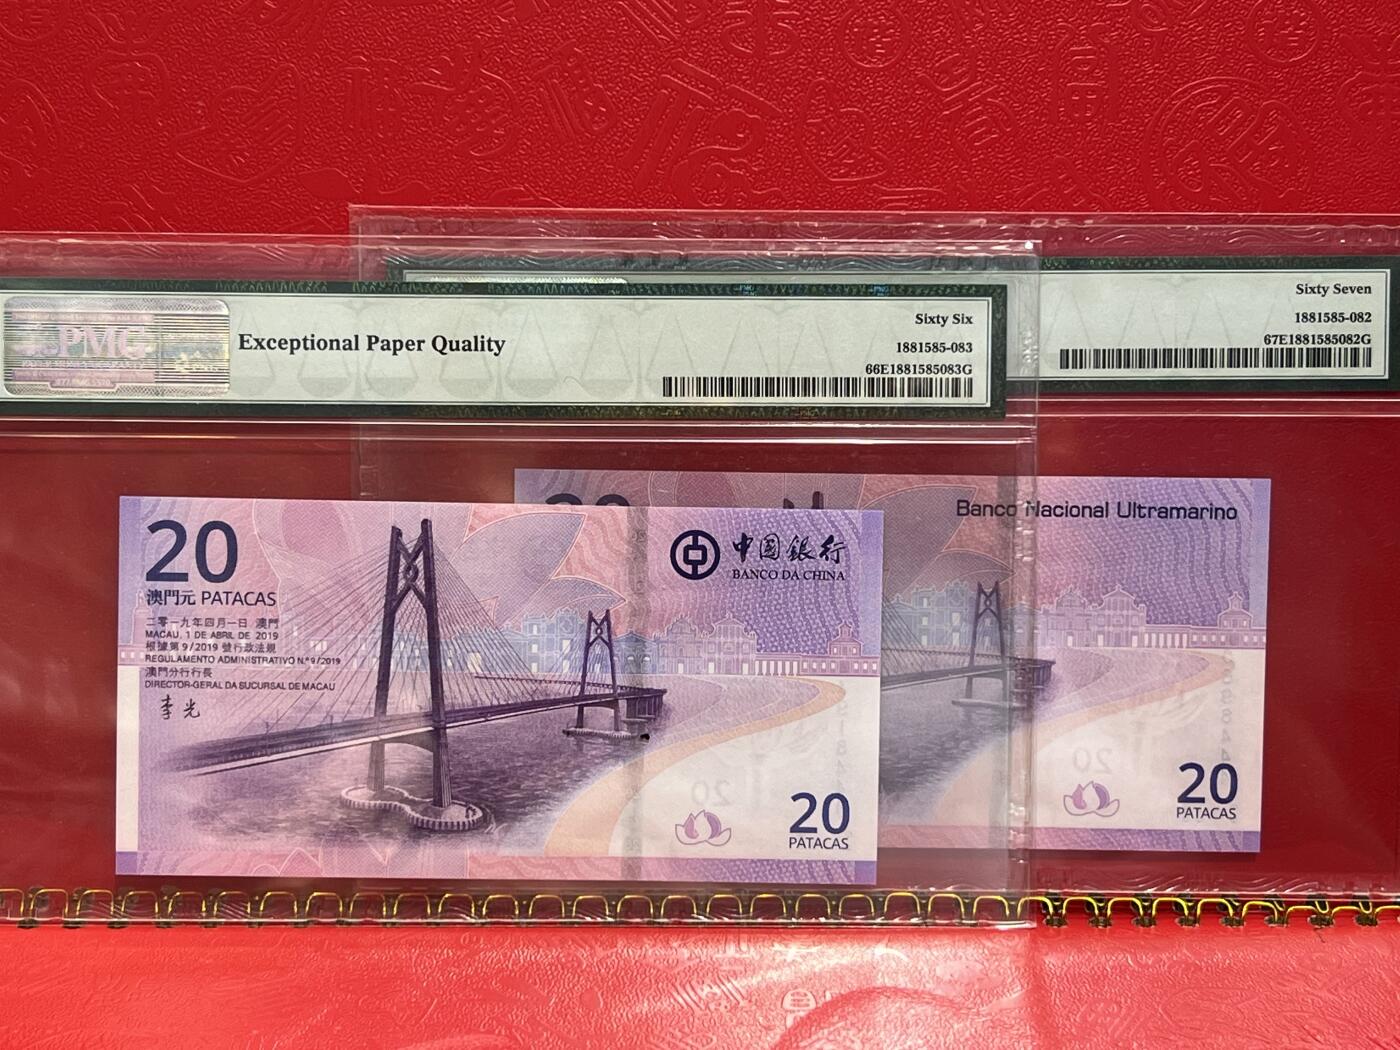 PMG
Exceptional Paper Quality
Sixty Six
1881585-083
66E1881585083G
Sixty Seven
1881585-082
67E1881585082G
20
澳門元 PATACAS
二零一九年四月一日 澳門
MACAU, 1 DE ABRIL DE 2019
根據第9/2019號行政法規
REGULAMENTO ADMINISTRATIVO N.º 9/2019
澳門分行行長
DIRECTOR-GERAL DA SUCURSAL DE MACAU
李光
中國銀行
BANCO DA CHINA
20
20
PATACAS
20
Banco Nacional Ultramarino
20
20
PATACAS